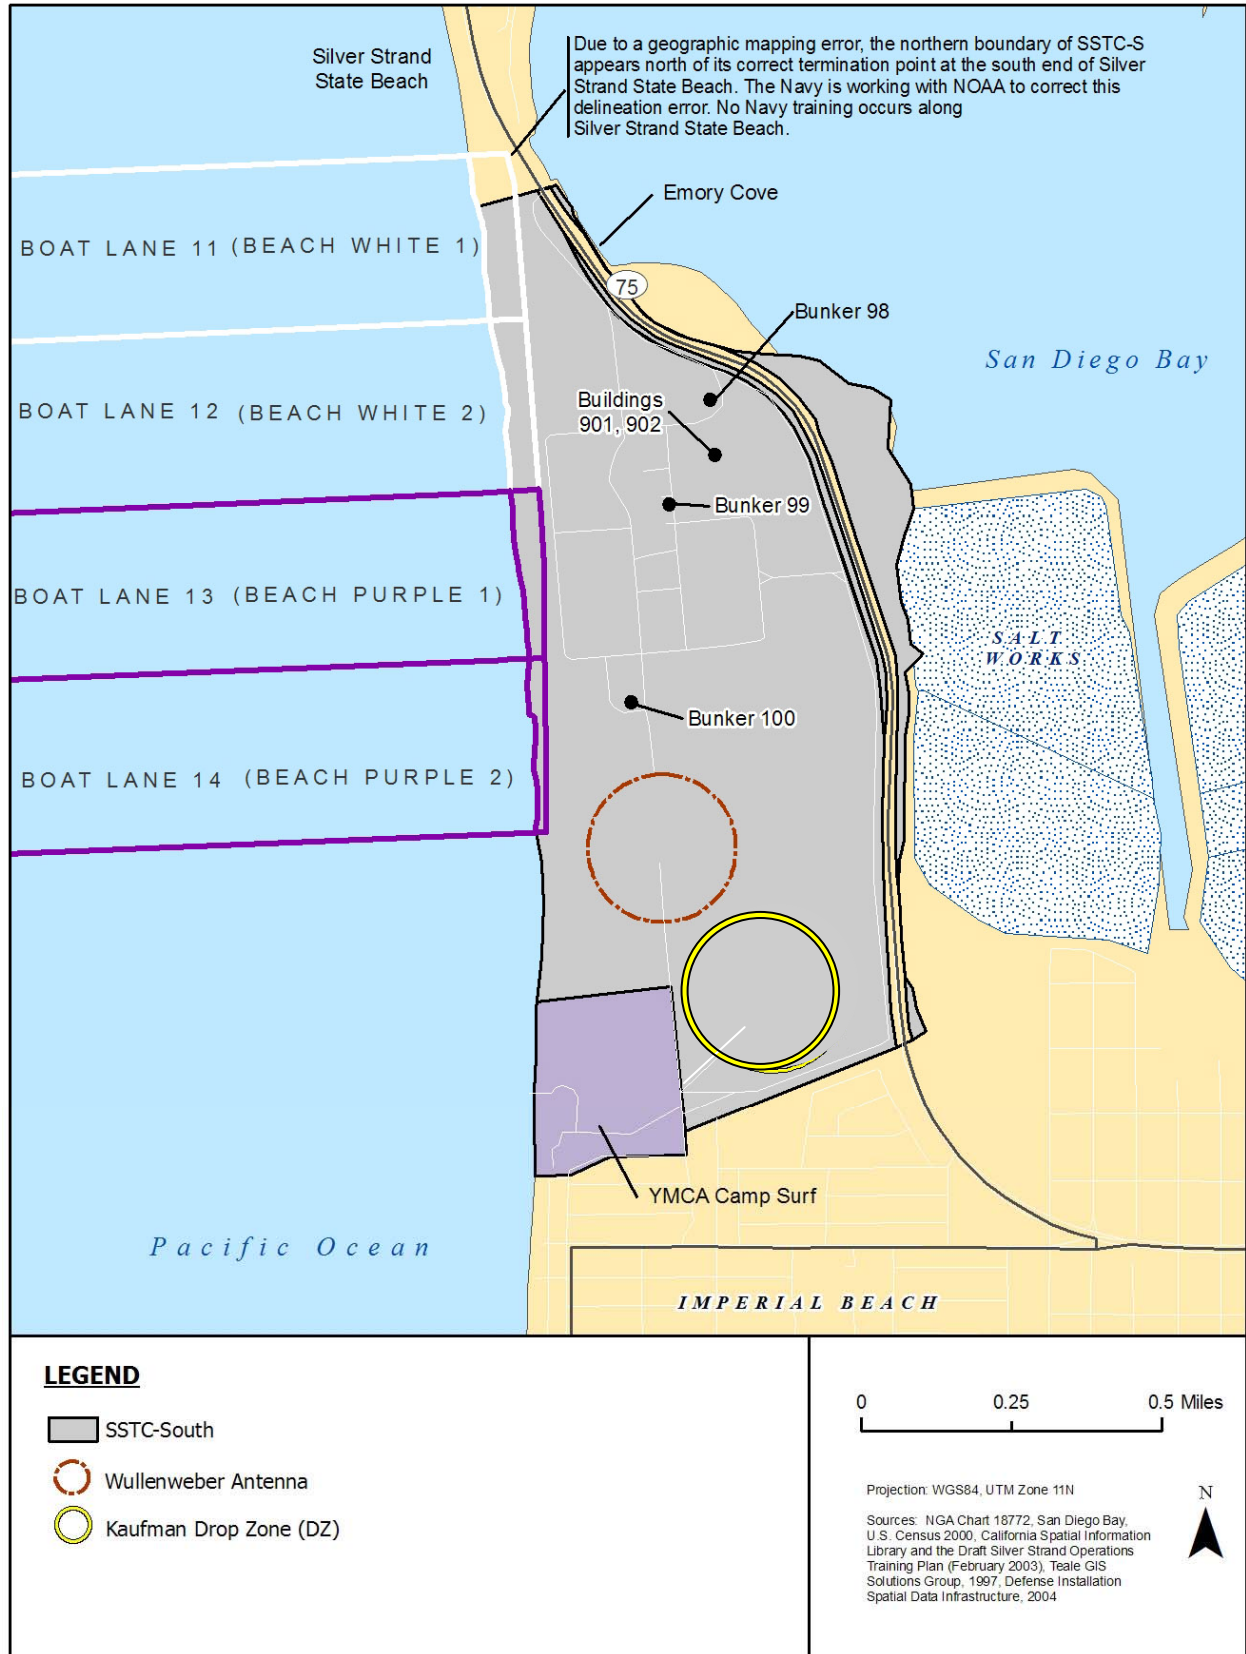 Silver Strand
State Beach
Due to a geographic mapping error, the northern boundary of SSTC-S
appears north of its correct termination point at the south end of Silver
Strand State Beach. The Navy is working with NOAA to correct this
delineation error. No Navy training occurs along
Silver Strand State Beach.
Emory Cove
BOAT LANE 11 (BEACH WHITE 1)
75
Bunker 98
San Diego Bay
BOAT LANE 12 (BEACH WHITE 2)
Buildings
901, 902
Bunker 99
BOAT LANE 13 (BEACH PURPLE 1)
SALT
WORKS
Bunker 100
BOAT LANE 14 (BEACH PURPLE 2)
YMCA Camp Surf
Pacific Ocean
IMPERIAL BEACH
LEGEND
SSTC-South
Wullenweber Antenna
Kaufman Drop Zone (DZ)
0 0.25 0.5 Miles
Projection: WGS84, UTM Zone 11N
N
Sources: NGA Chart 18772, San Diego Bay,
U.S. Census 2000, California Spatial Information
Library and the Draft Silver Strand Operations
Training Plan (February 2003), Teale GIS
Solutions Group, 1997, Defense Installation
Spatial Data Infrastructure, 2004